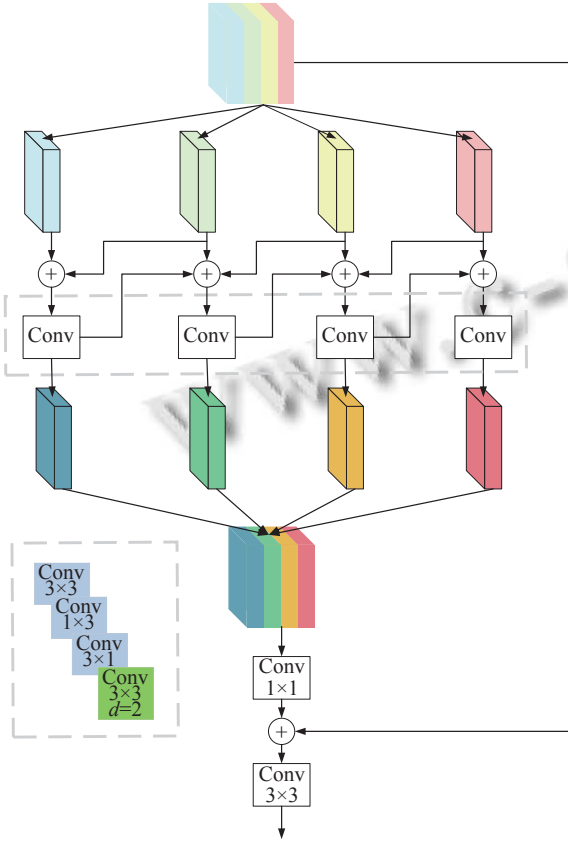 + + + +
Conv Conv Conv Conv
Conv
3×3
Conv
1×3
Conv
3×1
Conv
3×3
d=2
Conv
1×1
+
Conv
3×3